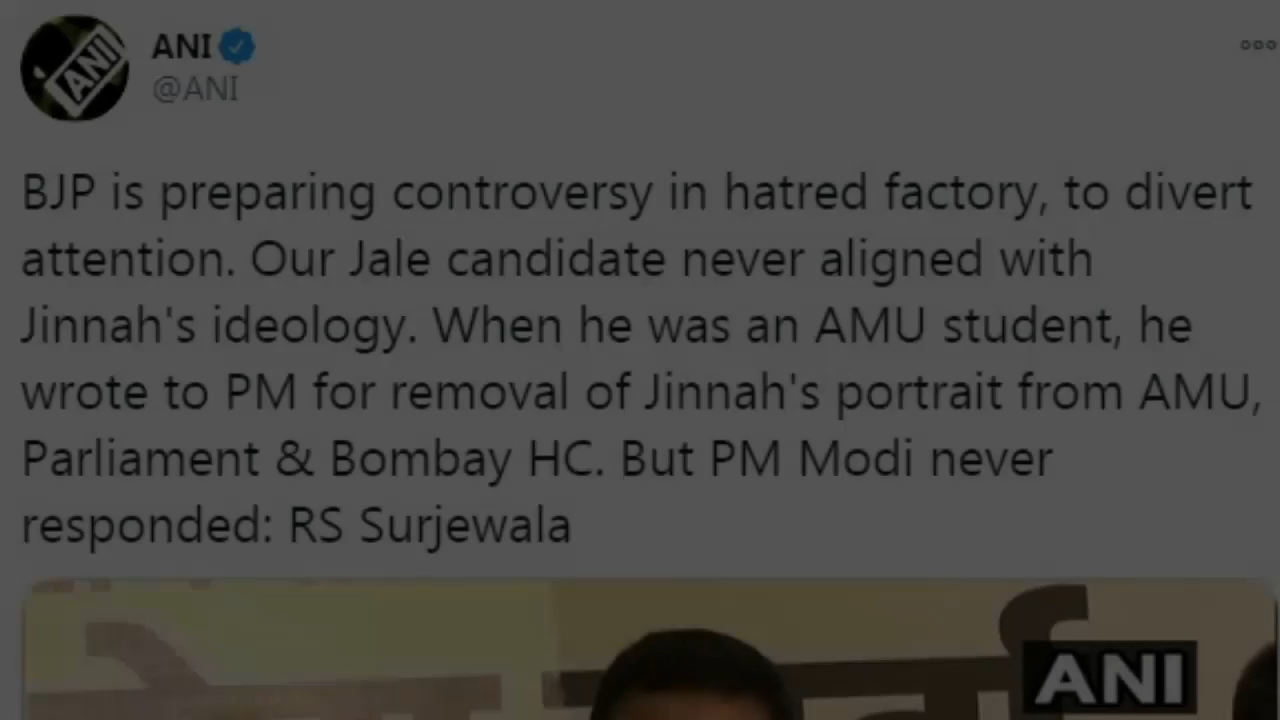 ANI
ANI
@ANI
BJP is preparing controversy in hatred factory, to divert
attention. Our Jale candidate never aligned with
Jinnah's ideology. When he was an AMU student, he
wrote to PM for removal of Jinnah's portrait from AMU,
Parliament & Bombay HC. But PM Modi never
responded: RS Surjewala
ANI